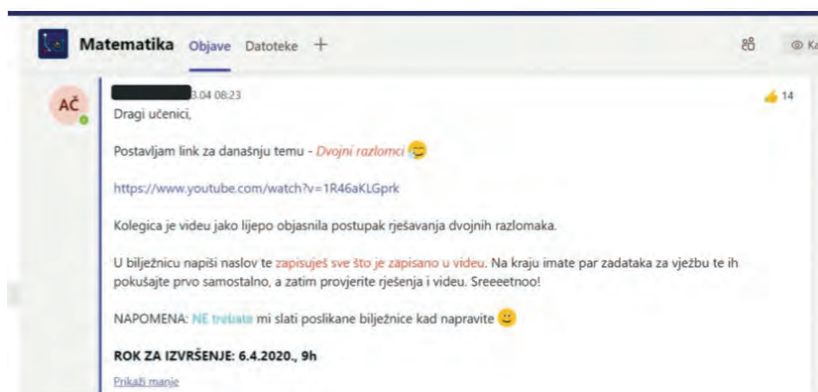 Matematika Objave Datoteke +
AČ
3.04 08:23
14
Dragi učenici,
Postavljam link za današnju temu - Dvojni razlomci
https://www.youtube.com/watch?v=1R46aKLGprk
Kolegica je videu jako lijepo objasnila postupak rješavanja dvojnih razlomaka.
U bilježnicu napiši naslov te zapisuješ sve što je zapisano u videu. Na kraju imate par zadataka za vježbu te ih
pokušajte prvo samostalno, a zatim provjerite rješenja i videu. Sreeeetnoo!
NAPOMENA: NE trebate mi slati poslikane bilježnice kad napravite
ROK ZA IZVRŠENJE: 6.4.2020., 9h
Prikaži manje